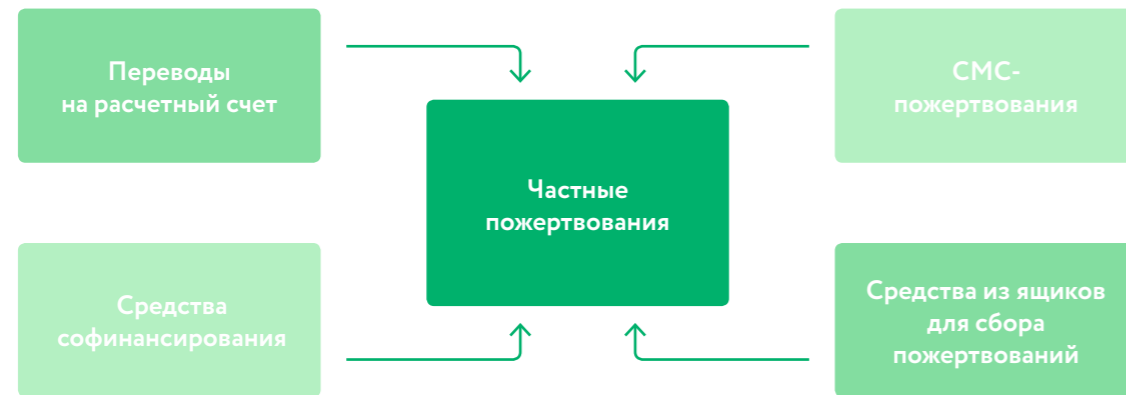 Переводы
на расчетный счет
СМС-
пожертвования
Частные
пожертвования
Средства
софинансирования
Средства из ящиков
для сбора
пожертвований